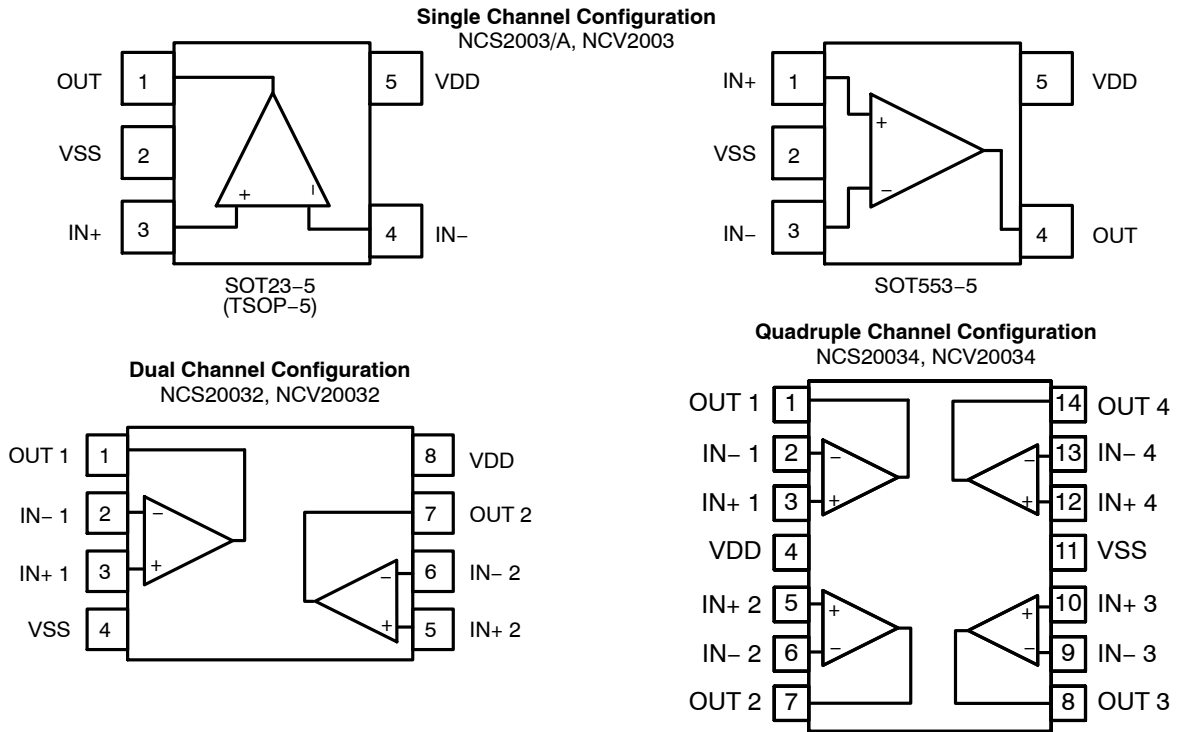 Single Channel Configuration
NCS2003/A, NCV2003
OUT 1
5 VDD
VSS 2
+ −
IN+ 3
4 IN−
SOT23−5
(TSOP−5)
IN+ 1
5 VDD
+
VSS 2
−
IN− 3
4 OUT
SOT553−5
Dual Channel Configuration
NCS20032, NCV20032
OUT 1 1
8 VDD
IN− 1 2 −
7 OUT 2
IN+ 1 3 +
− 6 IN− 2
VSS 4
+ 5 IN+ 2
Quadruple Channel Configuration
NCS20034, NCV20034
OUT 1 1
14 OUT 4
IN− 1 2 −
− 13 IN− 4
IN+ 1 3 +
+ 12 IN+ 4
VDD 4
11 VSS
IN+ 2 5 +
+ 10 IN+ 3
IN− 2 6 −
− 9 IN− 3
OUT 2 7
8 OUT 3